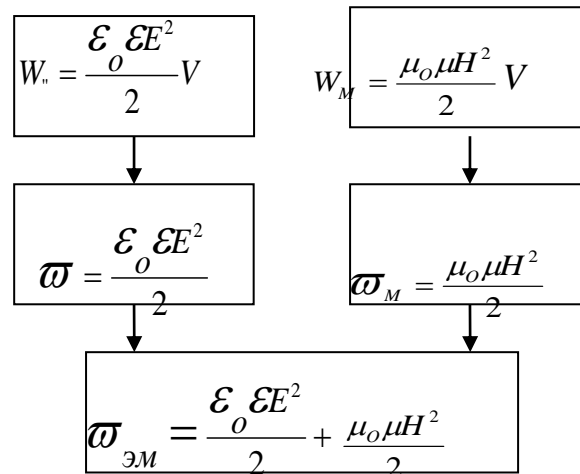 W„ = ε₀εE²/2 V
W_М = μ₀μH²/2 V
ϖ = ε₀εE²/2
ϖ_М = μ₀μH²/2
ϖ_ЭМ = ε₀εE²/2 + μ₀μH²/2